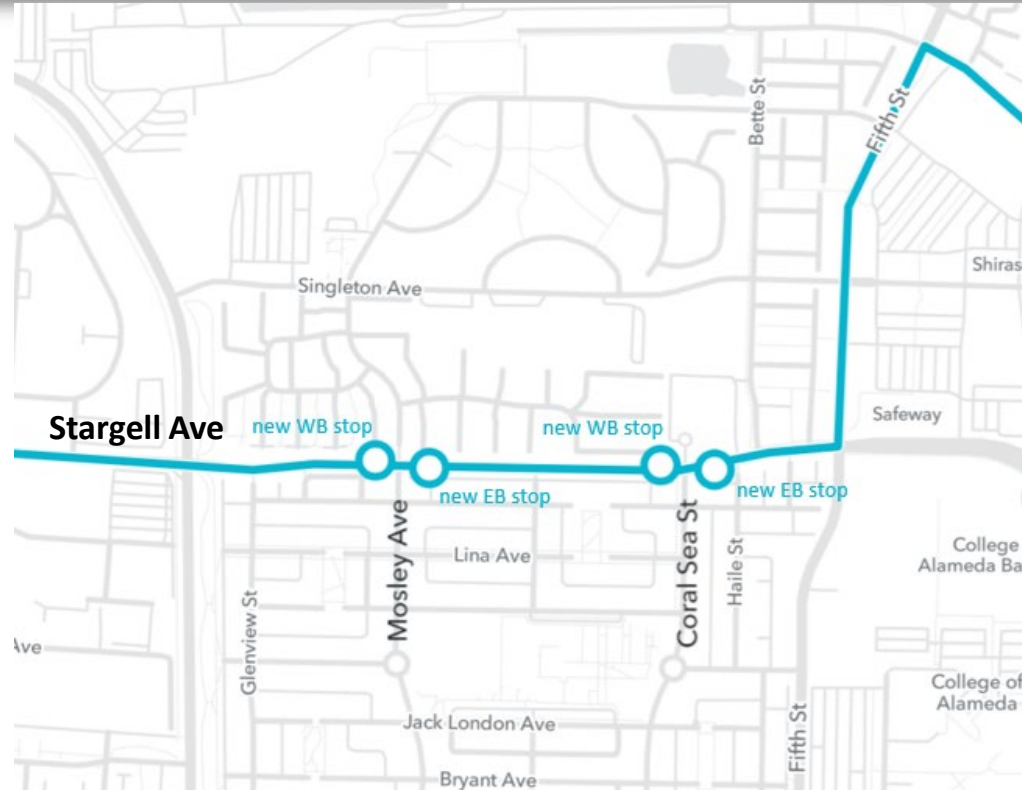 Bette St
Fifth St
Shiras
Singleton Ave
Safeway
Stargell Ave
new WB stop
new WB stop
new EB stop
new EB stop
Mosley Ave
Coral Sea St
Lina Ave
Haile St
College
Alameda Ba
Glenview St
Ave
College of
Alameda
Fifth St
Jack London Ave
Bryant Ave